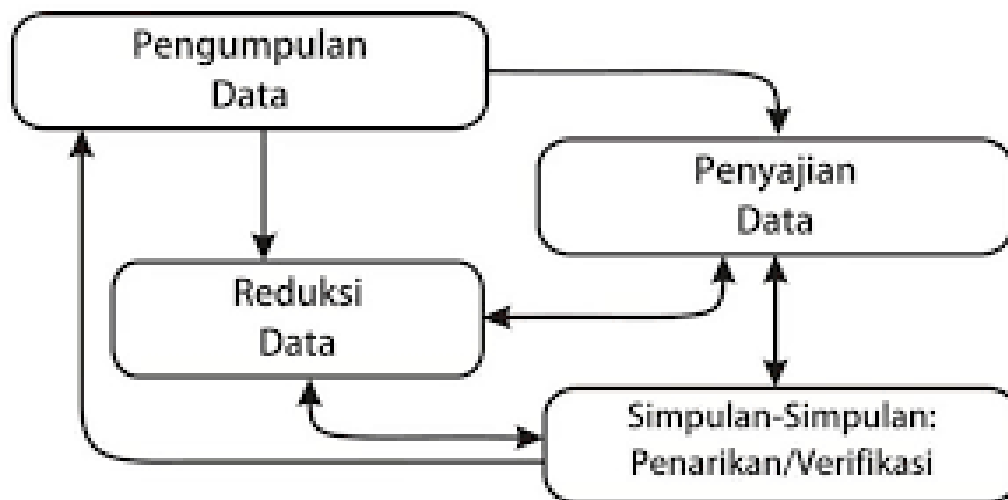 Pengumpulan
Data
Penyajian
Data
Reduksi
Data
Simpulan-Simpulan:
Penarikan/Verifikasi